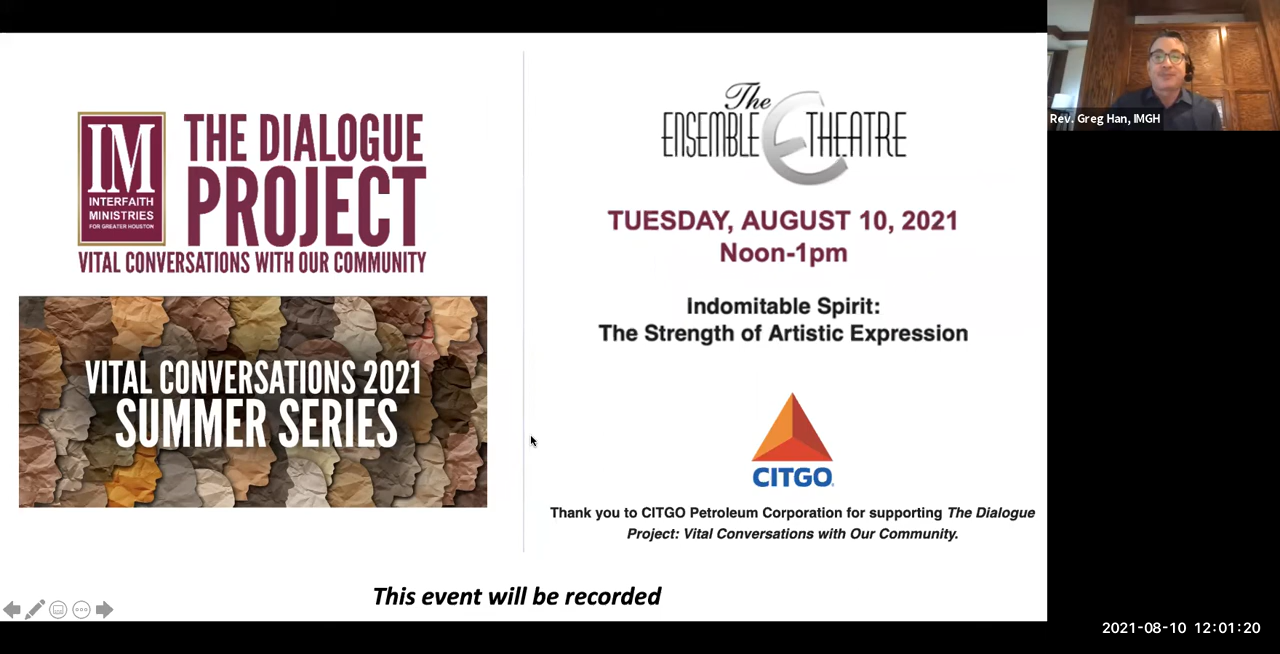 IM
INTERFAITH
MINISTRIES
FOR GREATER HOUSTON
THE DIALOGUE
PROJECT
VITAL CONVERSATIONS WITH OUR COMMUNITY
VITAL CONVERSATIONS 2021
SUMMER SERIES
The
ENSEMBLE THEATRE
TUESDAY, AUGUST 10, 2021
Noon-1pm
Indomitable Spirit:
The Strength of Artistic Expression
CITGO
Thank you to CITGO Petroleum Corporation for supporting The Dialogue
Project: Vital Conversations with Our Community.
This event will be recorded
Rev. Greg Han, IMGH
2021-08-10 12:01:20